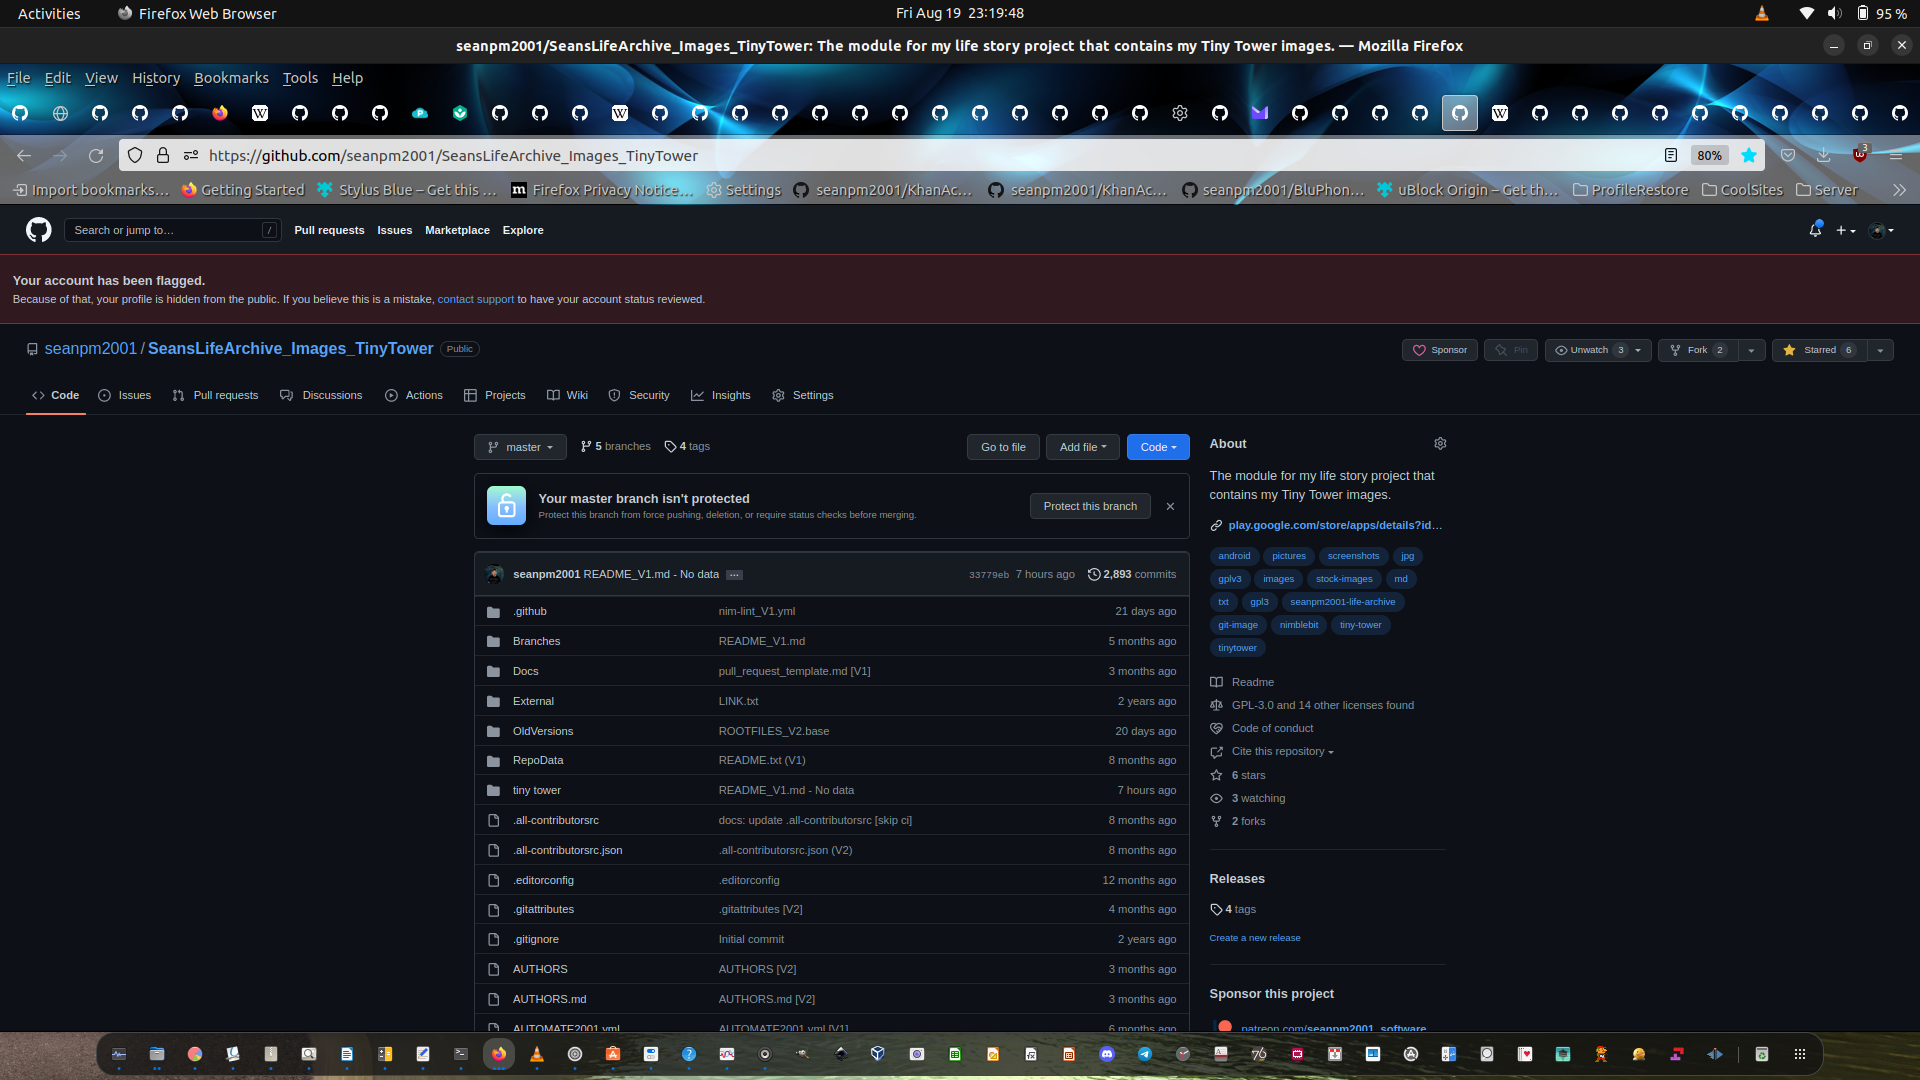 Activities Firefox Web Browser Fri Aug 19 23:19:48 95 %
seanpm2001/SeansLifeArchive_Images_TinyTower: The module for my life story project that contains my Tiny Tower images. — Mozilla Firefox
File Edit View History Bookmarks Tools Help
https://github.com/seanpm2001/SeansLifeArchive_Images_TinyTower 80% 3
Import bookmarks… Getting Started Stylus Blue – Get this … Firefox Privacy Notice… Settings seanpm2001/KhanAc… seanpm2001/KhanAc… seanpm2001/BluPhon… uBlock Origin – Get th… ProfileRestore CoolSites Server
Search or jump to… / Pull requests Issues Marketplace Explore
Your account has been flagged.
Because of that, your profile is hidden from the public. If you believe this is a mistake, contact support to have your account status reviewed.
seanpm2001 / SeansLifeArchive_Images_TinyTower Public Sponsor Pin Unwatch 3 Fork 2 Starred 6
Code Issues Pull requests Discussions Actions Projects Wiki Security Insights Settings
master 5 branches 4 tags Go to file Add file Code
Your master branch isn't protected
Protect this branch from force pushing, deletion, or require status checks before merging.
Protect this branch
seanpm2001 README_V1.md - No data … 33779eb 7 hours ago 2,893 commits
.github nim-lint_V1.yml 21 days ago
Branches README_V1.md 5 months ago
Docs pull_request_template.md [V1] 3 months ago
External LINK.txt 2 years ago
OldVersions ROOTFILES_V2.base 20 days ago
RepoData README.txt (V1) 8 months ago
tiny tower README_V1.md - No data 7 hours ago
.all-contributorsrc docs: update .all-contributorsrc [skip ci] 8 months ago
.all-contributorsrc.json .all-contributorsrc.json (V2) 8 months ago
.editorconfig .editorconfig 12 months ago
.gitattributes .gitattributes [V2] 4 months ago
.gitignore Initial commit 2 years ago
AUTHORS AUTHORS [V2] 3 months ago
AUTHORS.md AUTHORS.md [V2] 3 months ago
AUTOMATE2001.yml AUTOMATE2001.yml [V1] 6 months ago
About
The module for my life story project that
contains my Tiny Tower images.
play.google.com/store/apps/details?id…
android pictures screenshots jpg
gplv3 images stock-images md
txt gpl3 seanpm2001-life-archive
git-image nimblebit tiny-tower
tinytower
Readme
GPL-3.0 and 14 other licenses found
Code of conduct
Cite this repository
6 stars
3 watching
2 forks
Releases
4 tags
Create a new release
Sponsor this project
patreon.com/seanpm2001_software